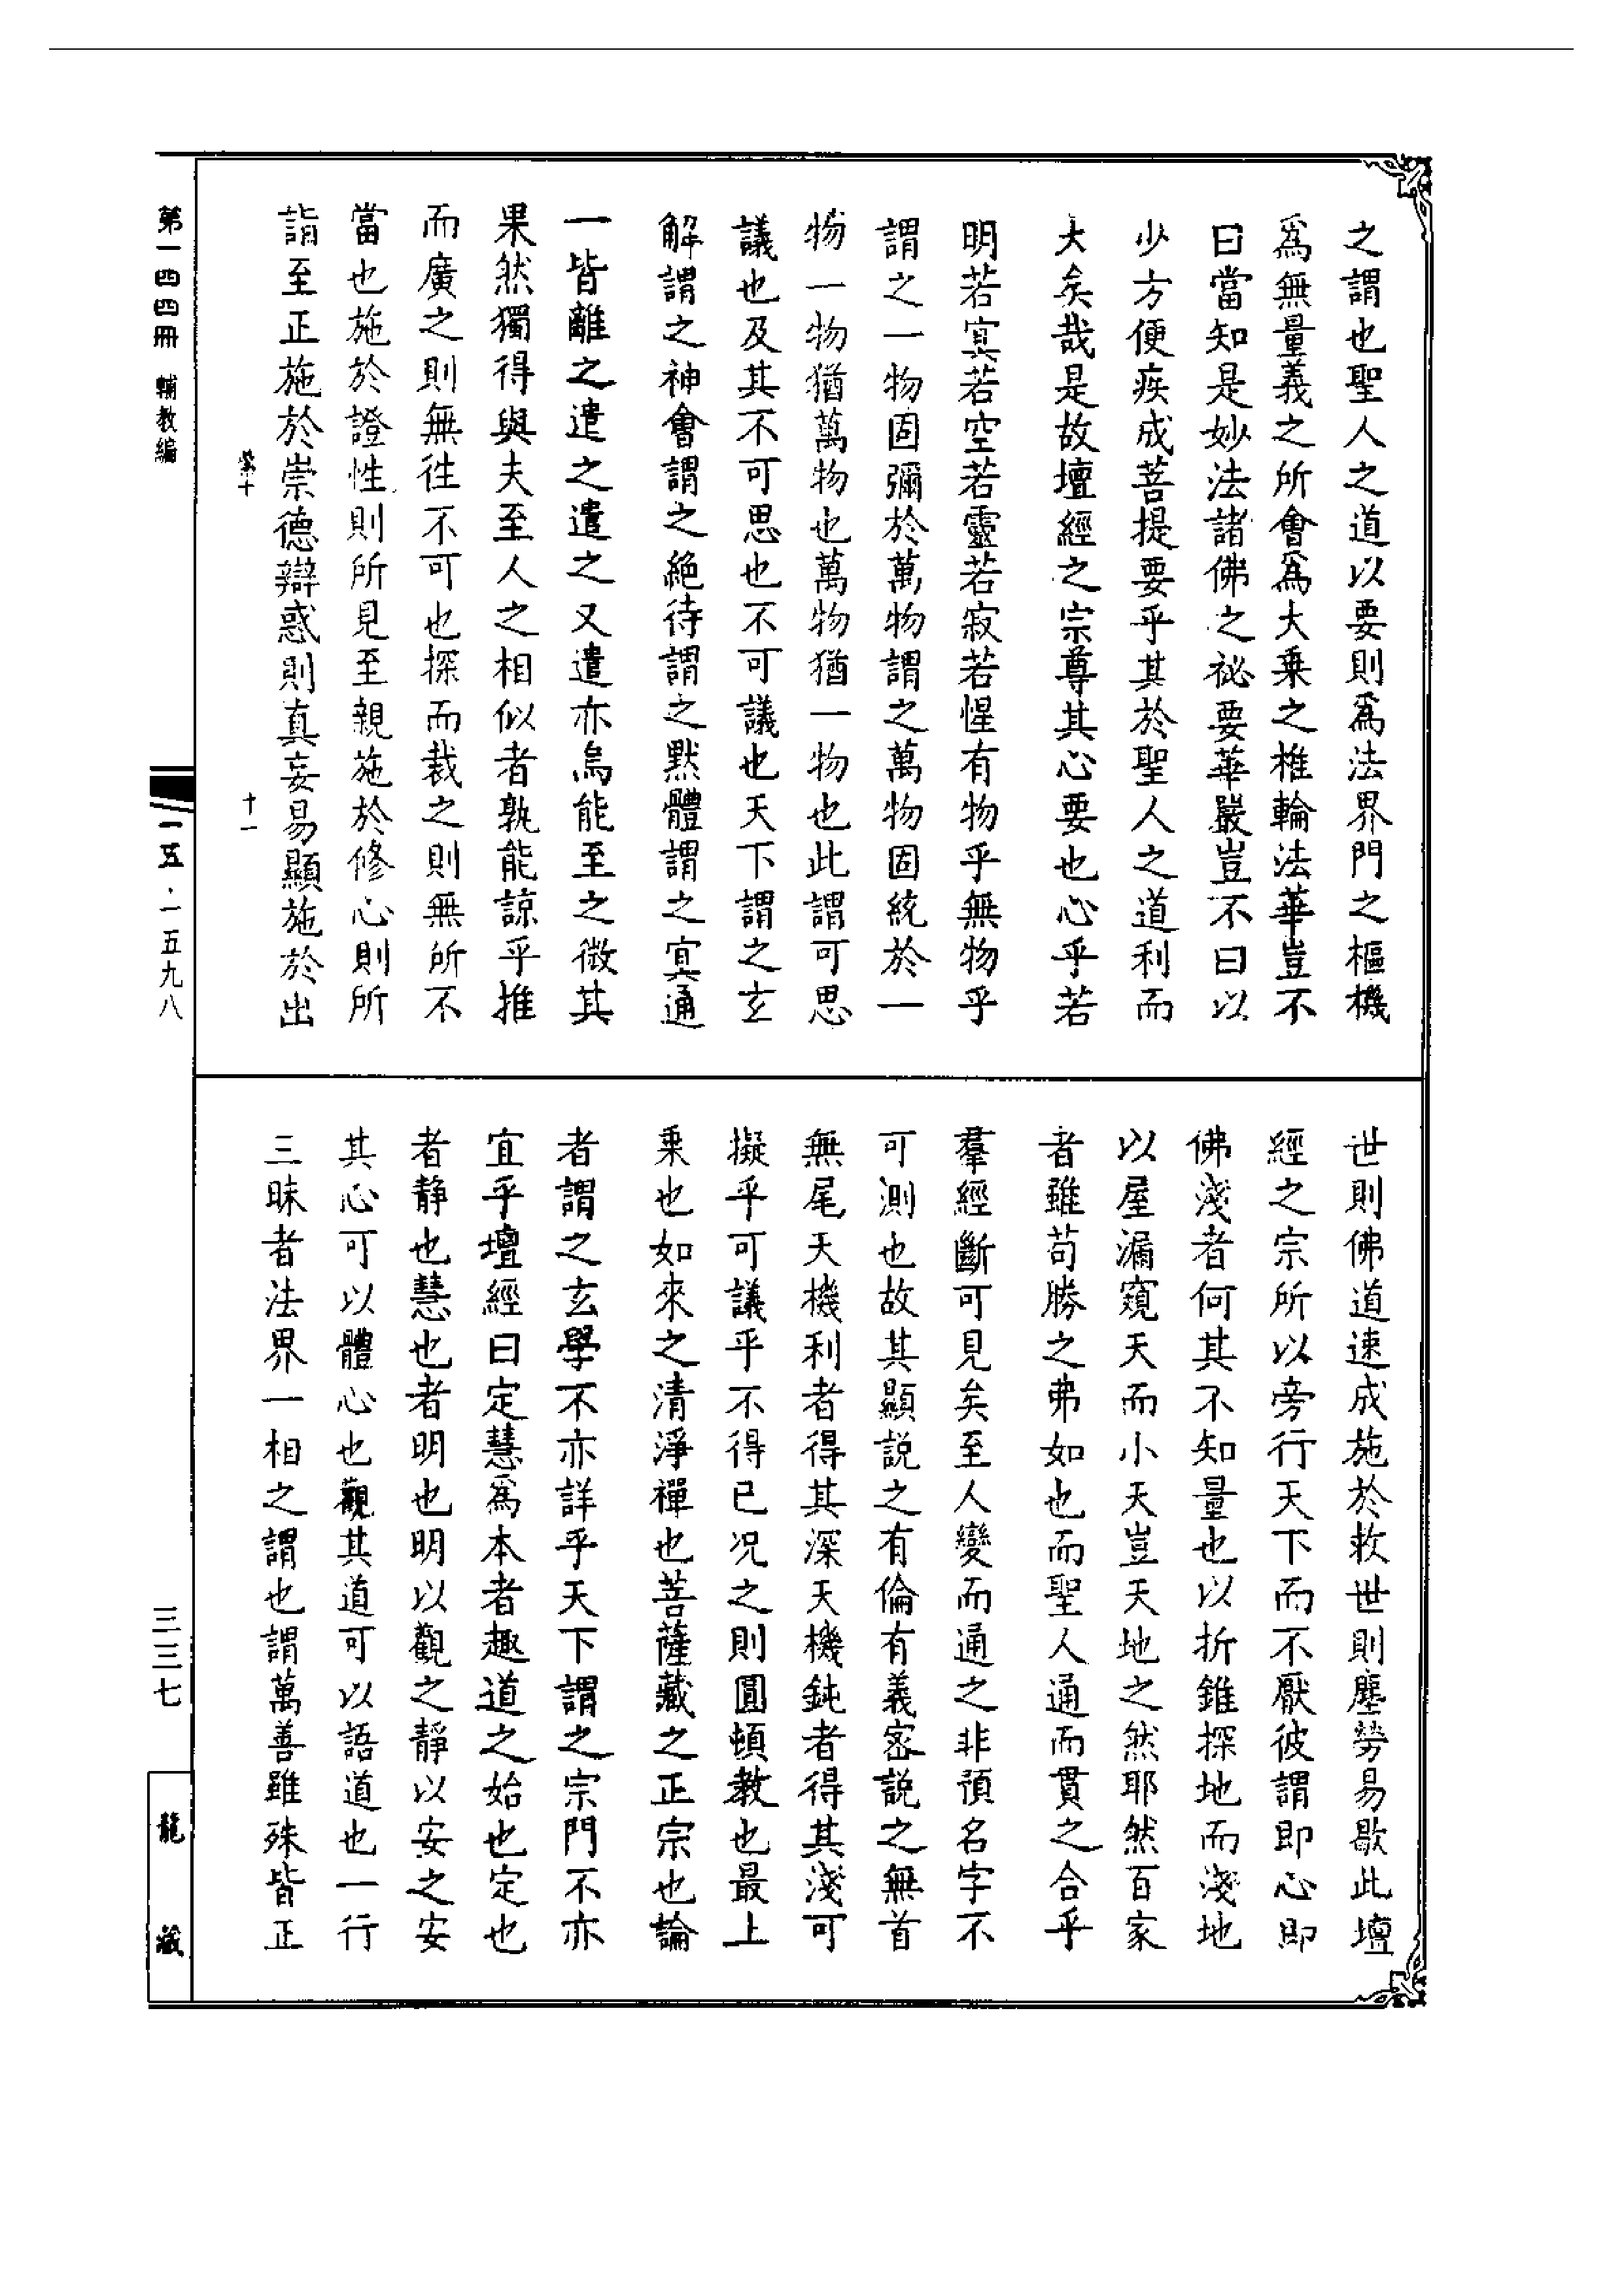 之謂也聖人之道以要則爲法界門之樞機
爲無量義之所會爲大乗之椎輪法華豈不
曰當知是妙法諸佛之祕要華嚴豈不曰以
少方便疾成菩提要乎其於聖人之道利而
大矣哉是故壇經之宗尊其心要也心乎若
明若冥若空若靈若寂若惺有物乎無物乎
謂之一物固彌於萬物謂之萬物固統於一
物一物猶萬物也萬物猶一物也此謂可思
議也及其不可思也不可議也天下謂之玄
解謂之神會謂之絕待謂之默體謂之冥通
一皆離之遣之遣之又遣亦烏能至之微其
果然獨得與夫至人之相似者孰能諒乎推
而廣之則無往不可也探而裁之則無所不
當也施於證性則所見至親施於修心則所
詣至正施於崇德辯惑則真妄易顯施於出
世則佛道速成施於救世則塵勞易歇此壇
經之宗所以旁行天下而不厭彼謂即心即
佛淺者何其不知量也以折錐探地而淺地
以屋漏窺天而小天豈天地之然耶然百家
者雖苟勝之弗如也而聖人通而貫之合乎
羣經斷可見矣至人變而通之非預名字不
可測也故其顯説之有倫有義密説之無首
無尾天機利者得其深天機鈍者得其淺可
擬乎可議乎不得已況之則圓頓教也最上
乗也如來之清淨禪也菩薩藏之正宗也論
者謂之玄學不亦詳乎天下謂之宗門不亦
宜乎壇經曰定慧爲本者趣道之始也定也
者静也慧也者明也明以觀之靜以安之安
其心可以體心也觀其道可以語道也一行
三昧者法界一相之謂也謂萬善雖殊皆正
紫十
十一
第一四四冊 輔教編
一五·一五九八
三三七
龍藏